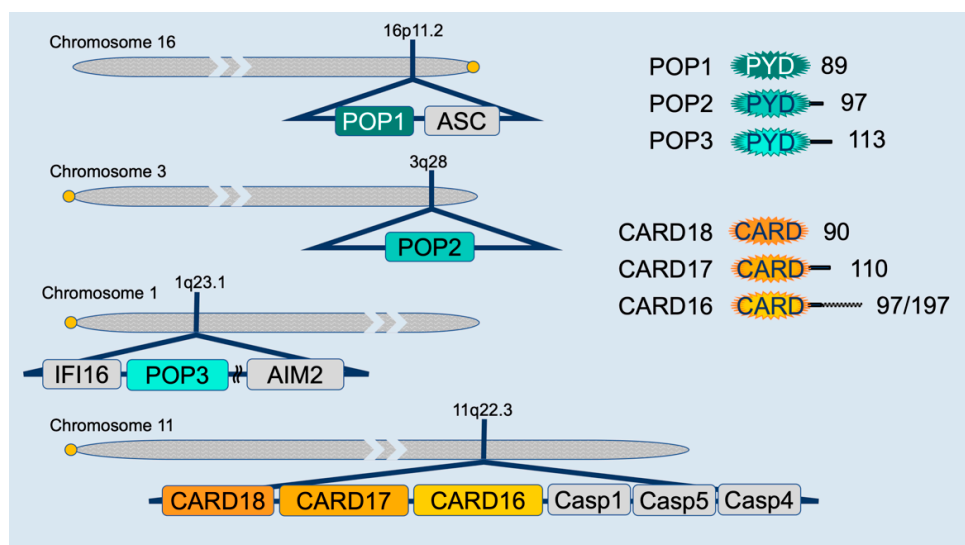 Chromosome 16
16p11.2
POP1 ASC
Chromosome 3
3q28
POP2
Chromosome 1
1q23.1
IFI16 POP3 AIM2
Chromosome 11
11q22.3
CARD18 CARD17 CARD16 Casp1 Casp5 Casp4
POP1 PYD 89
POP2 PYD 97
POP3 PYD 113
CARD18 CARD 90
CARD17 CARD 110
CARD16 CARD 97/197